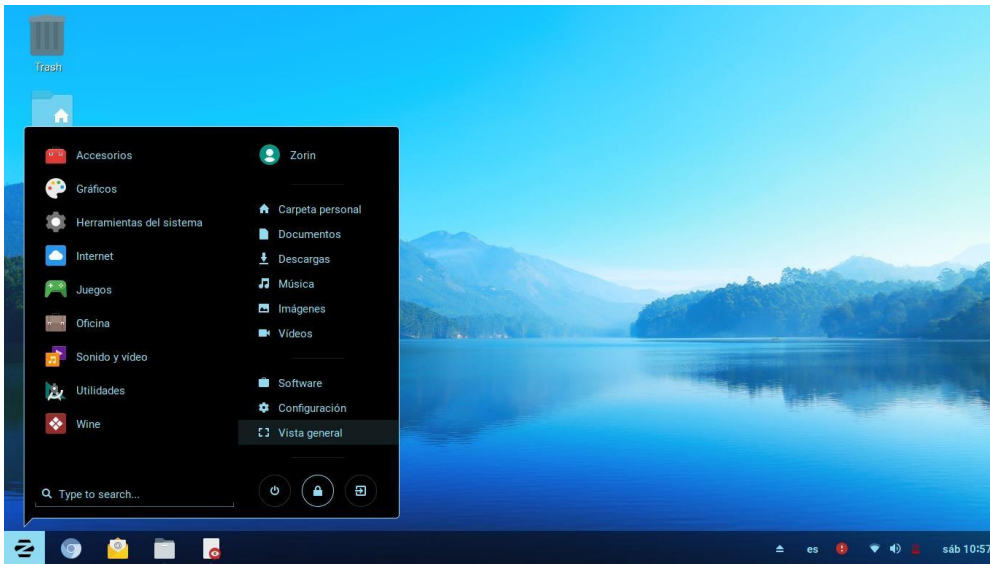 Trash
Accesorios
Gráficos
Herramientas del sistema
Internet
Juegos
Oficina
Sonido y vídeo
Utilidades
Wine
Type to search...
Zorin
Carpeta personal
Documentos
Descargas
Música
Imágenes
Vídeos
Software
Configuración
Vista general
es
sáb 10:57